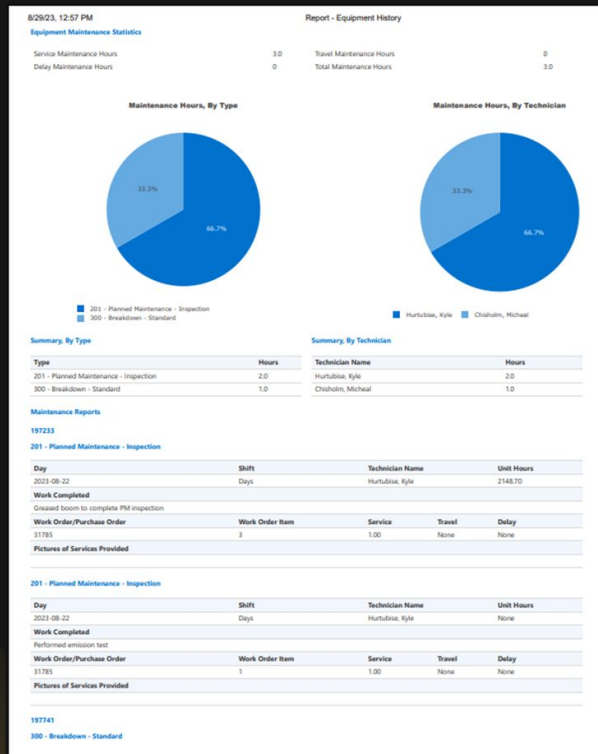 8/29/23, 12:57 PM Report - Equipment History
Equipment Maintenance Statistics
Service Maintenance Hours 3.0 Travel Maintenance Hours 0
Delay Maintenance Hours 0 Total Maintenance Hours 3.0
Maintenance Hours, By Type Maintenance Hours, By Technician
33.3% 33.3%
66.7% 66.7%
201 - Planned Maintenance - Inspection
300 - Breakdown - Standard
Hurtubise, Kyle Chisholm, Micheal
Summary, By Type Summary, By Technician
Type Hours Technician Name Hours
201 - Planned Maintenance - Inspection 2.0 Hurtubise, Kyle 2.0
300 - Breakdown - Standard 1.0 Chisholm, Micheal 1.0
Maintenance Reports
197233
201 - Planned Maintenance - Inspection
Day Shift Technician Name Unit Hours
2023-08-22 Days Hurtubise, Kyle 2148.70
Work Completed
Greased boom to complete PM inspection
Work Order/Purchase Order Work Order Item Service Travel Delay
31785 3 1.00 None None
Pictures of Services Provided
201 - Planned Maintenance - Inspection
Day Shift Technician Name Unit Hours
2023-08-22 Days Hurtubise, Kyle None
Work Completed
Performed emission test
Work Order/Purchase Order Work Order Item Service Travel Delay
31785 1 1.00 None None
Pictures of Services Provided
197741
300 - Breakdown - Standard